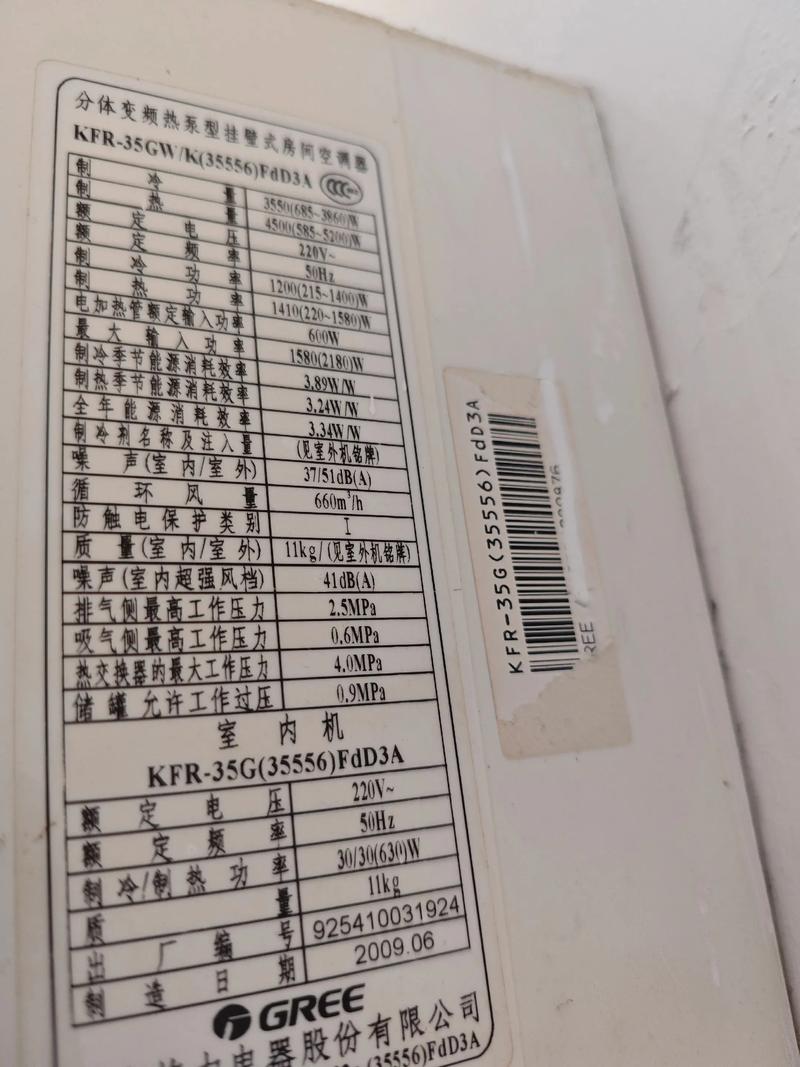 分体变频热泵型挂壁式房间空调器
KFR-35GW/K(35556)FdD3A
制冷量 3550(685~3860)W
制热量 4500(585~5200)W
额定电压 220V~
额定频率 50Hz
制冷功率 1200(215~1400)W
制热功率 1410(220~1580)W
电加热管额定输入功率 600W
最大输入功率 1580(2180)W
制冷季节能源消耗效率 3.89W/W
制热季节能源消耗效率 3.24W/W
全年能源消耗效率 3.34W/W
制冷剂名称及注入量 (见室外机铭牌)
噪声(室内/室外) 37/51dB(A)
循环风量 660m³/h
防触电保护类别 I
质量(室内/室外) 11kg/(见室外机铭牌)
噪声(室内超强风档) 41dB(A)
排气侧最高工作压力 2.5MPa
吸气侧最高工作压力 0.6MPa
热交换器的最大工作压力 4.0MPa
储罐允许工作过压 0.9MPa
室内机
KFR-35G(35556)FdD3A
额定电压 220V~
额定频率 50Hz
制冷/制热功率 30/30(630)W
质量 11kg
出厂编号 925410031924
制造日期 2009.06
GREE
电器股份有限公司
(35556)FdD3A
KFR-35G(35556)FdD3A
REE /